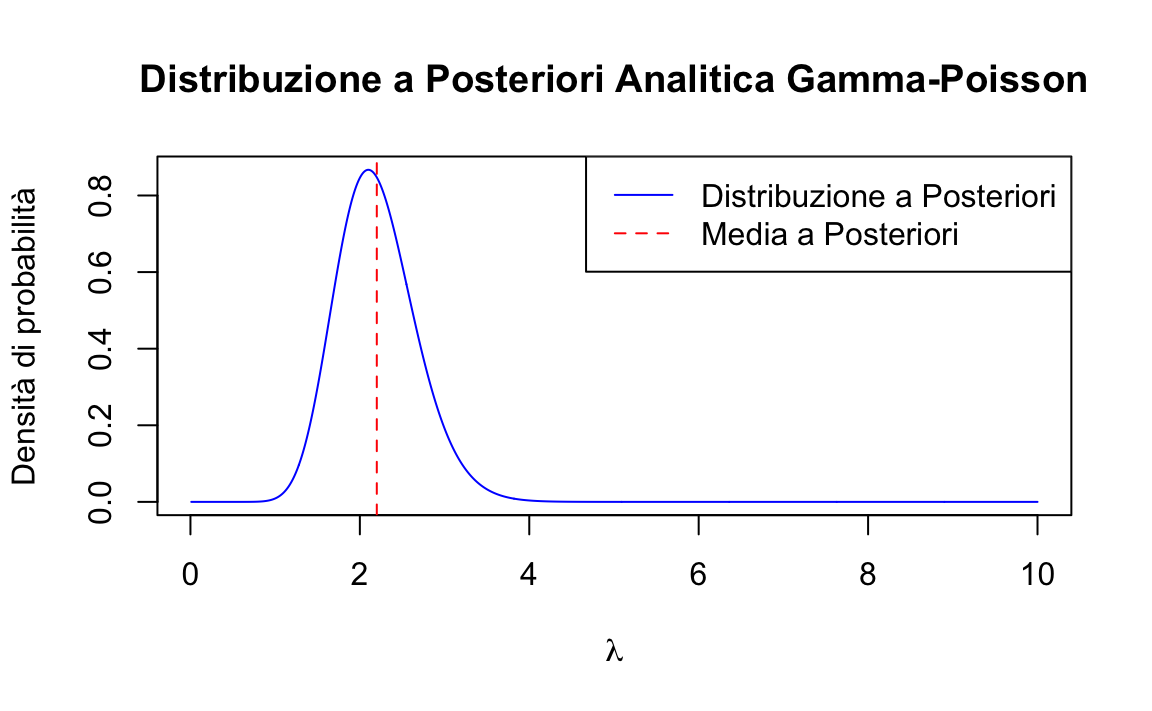 Distribuzione a Posteriori Analitica Gamma-Poisson
Densità di probabilità
0.8
0.6
0.4
0.2
0.0
Distribuzione a Posteriori
Media a Posteriori
0 2 4 6 8 10
λ